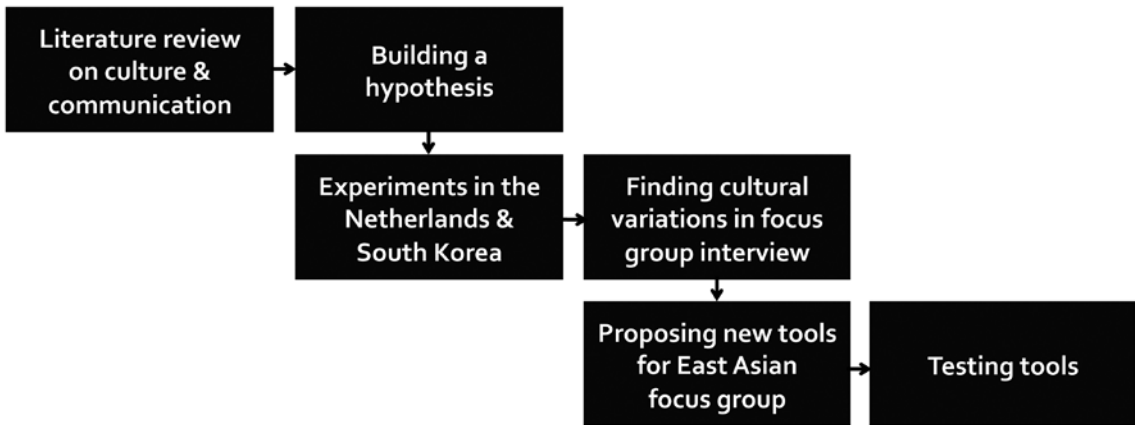 Literature review
on culture &
communication
Building a
hypothesis
Experiments in the
Netherlands &
South Korea
Finding cultural
variations in focus
group interview
Proposing new tools
for East Asian
focus group
Testing tools